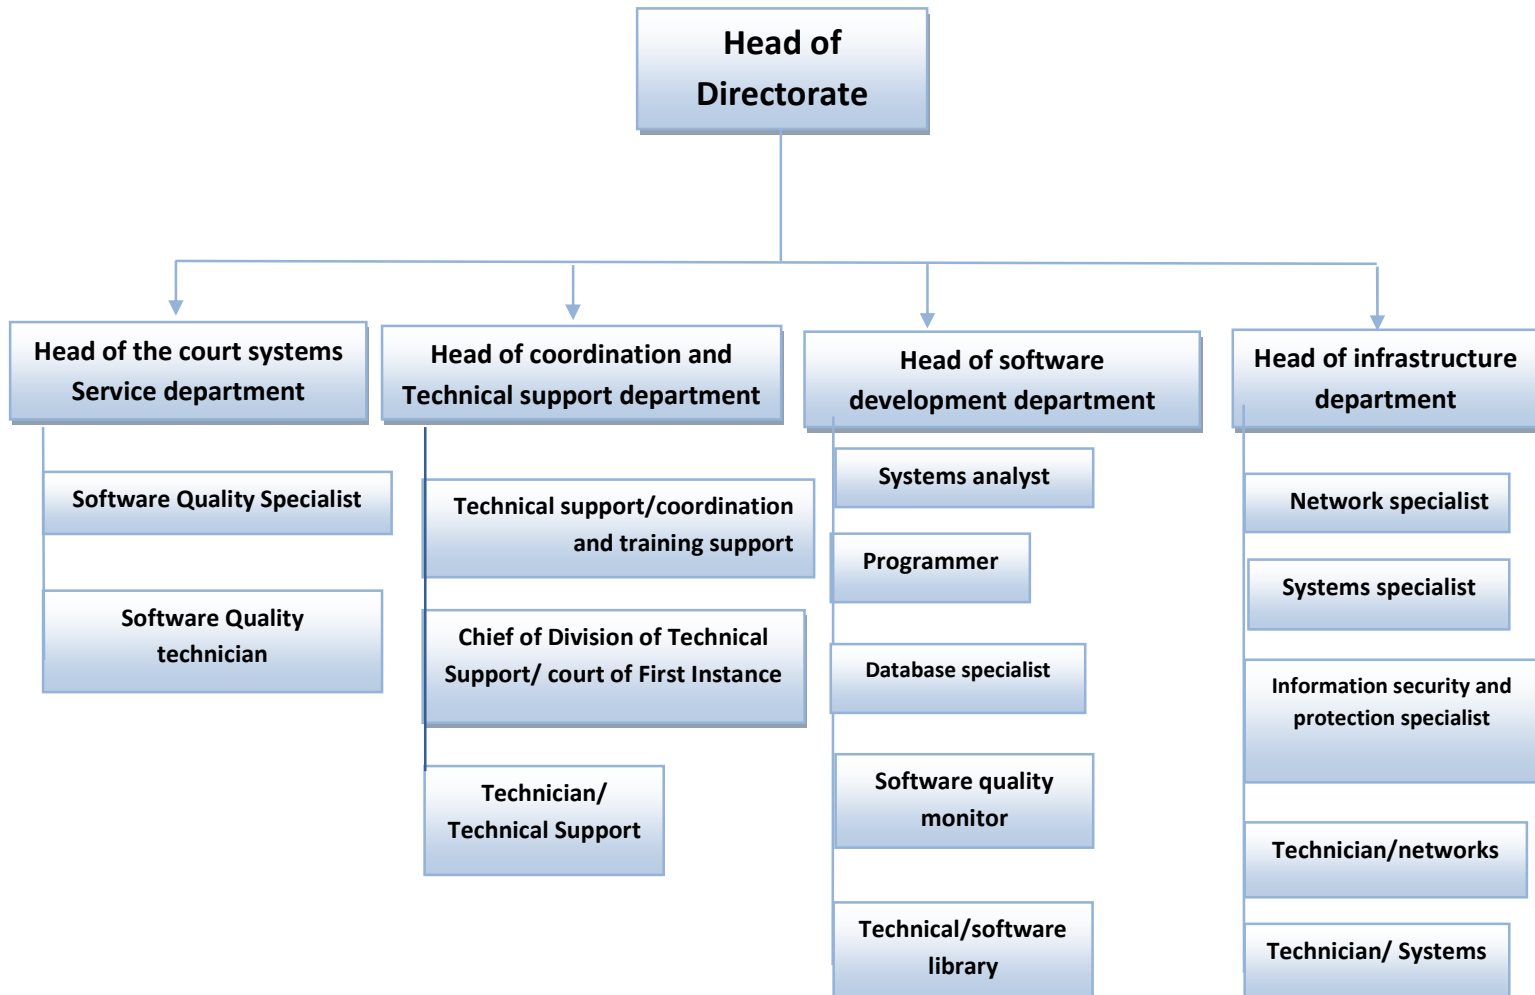 Head of
Directorate
Head of the court systems
Service department
Software Quality Specialist
Software Quality
technician
Head of coordination and
Technical support department
Technical support/coordination
and training support
Chief of Division of Technical
Support/ court of First Instance
Technician/
Technical Support
Head of software
development department
Systems analyst
Programmer
Database specialist
Software quality
monitor
Technical/software
library
Head of infrastructure
department
Network specialist
Systems specialist
Information security and
protection specialist
Technician/networks
Technician/ Systems